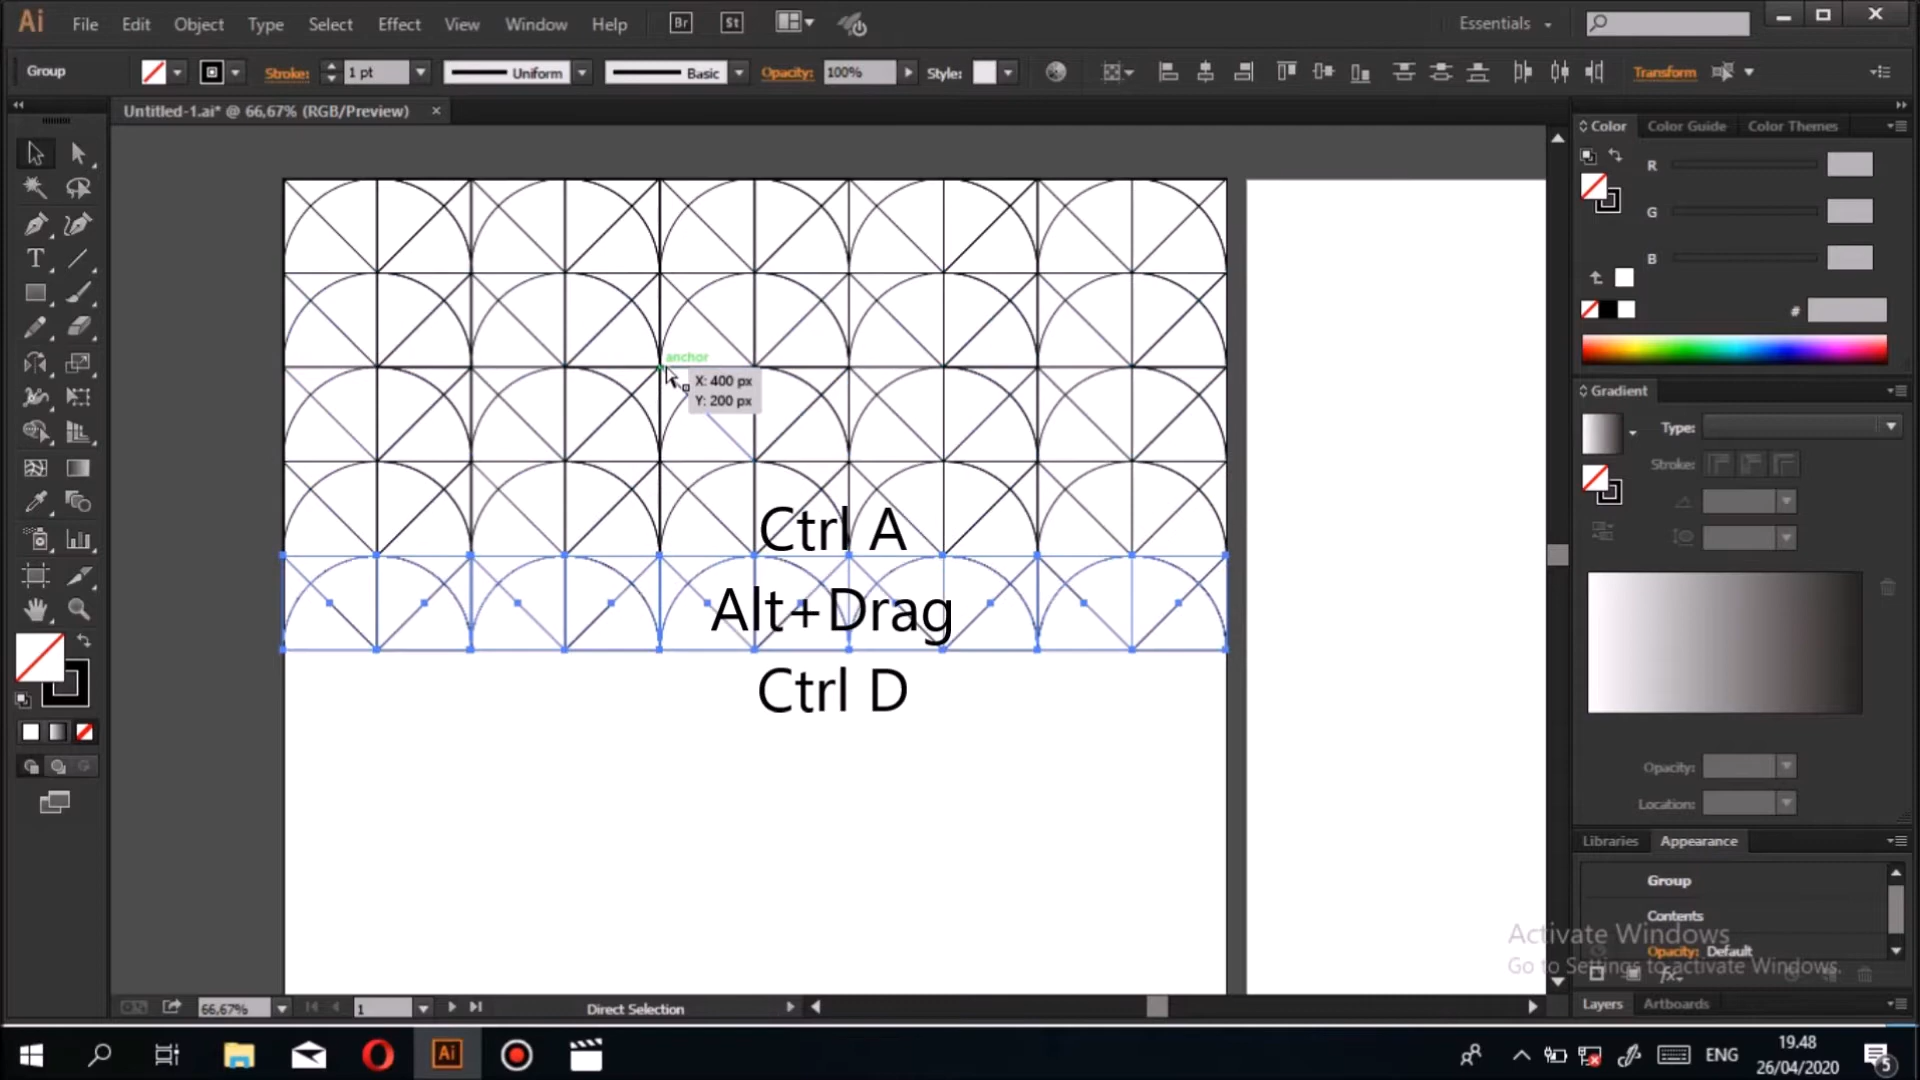 Ai File Edit Object Type Select Effect View Window Help Br St Essentials
Group Stroke: 1 pt Uniform Basic Opacity: 100% Style: Transform
Untitled-1.ai* @ 66,67% (RGB/Preview) ×
Color Color Guide Color Themes
R
G
B
#
anchor
X: 400 px
Y: 200 px
Gradient
Type:
Stroke:
Ctrl A
Alt+Drag
Ctrl D
Opacity:
Location:
Libraries Appearance
Group
Contents
Opacity: Default
Activate Windows
Go to Settings to activate Windows.
fx
66,67% 1 Direct Selection
Layers Artboards
Ai ENG
19.48
26/04/2020
5